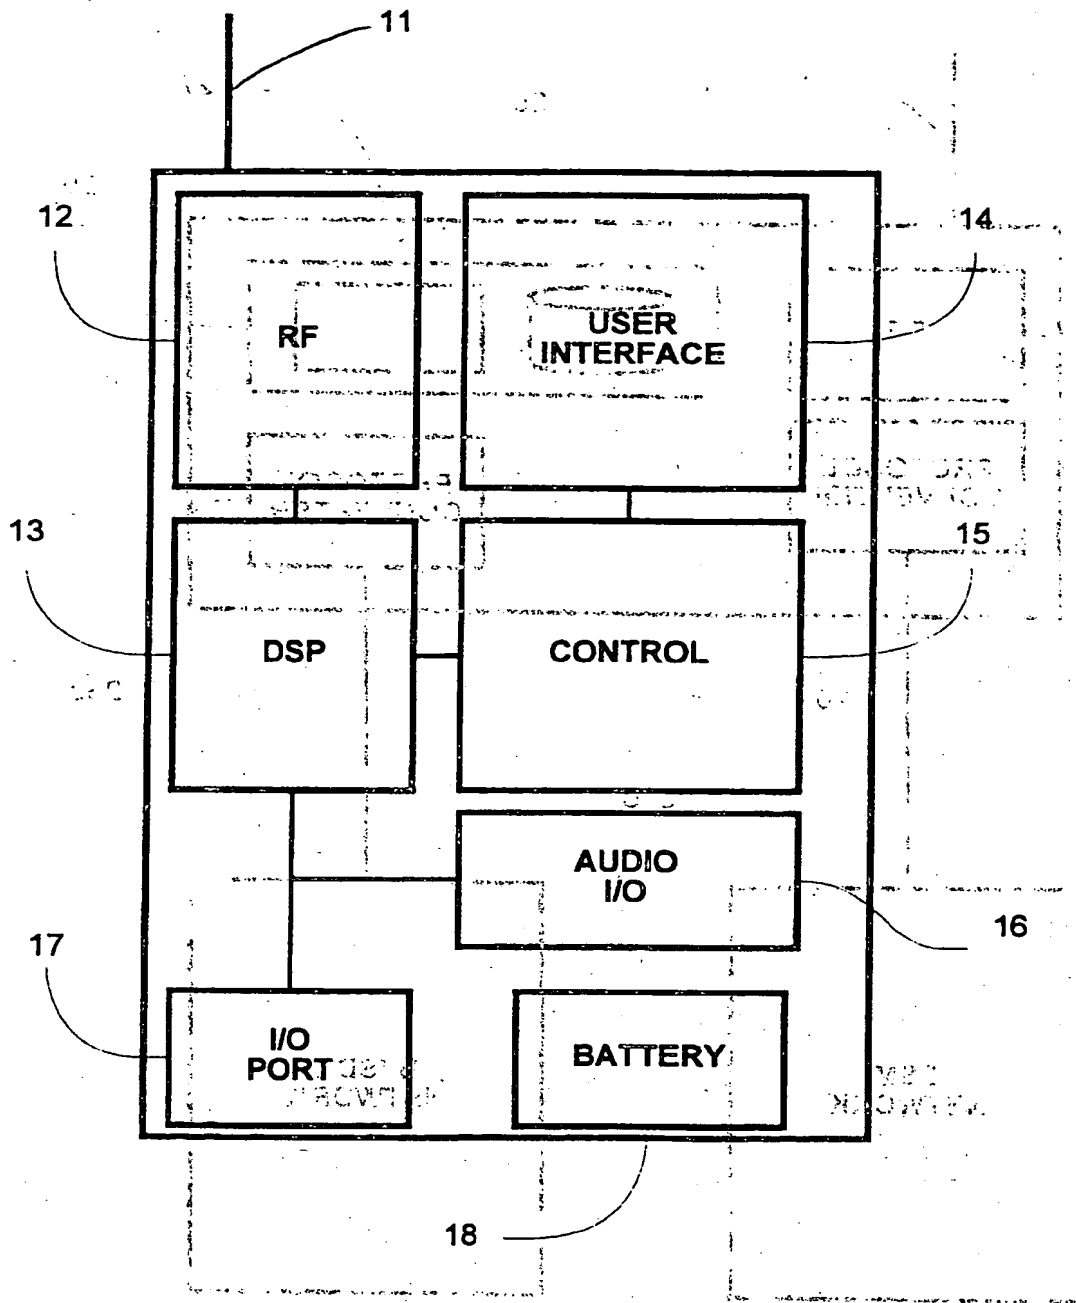 11
12
14
RF
USER
INTERFACE
13
15
DSP
CONTROL
AUDIO
I/O
16
17
I/O
PORT
BATTERY
18